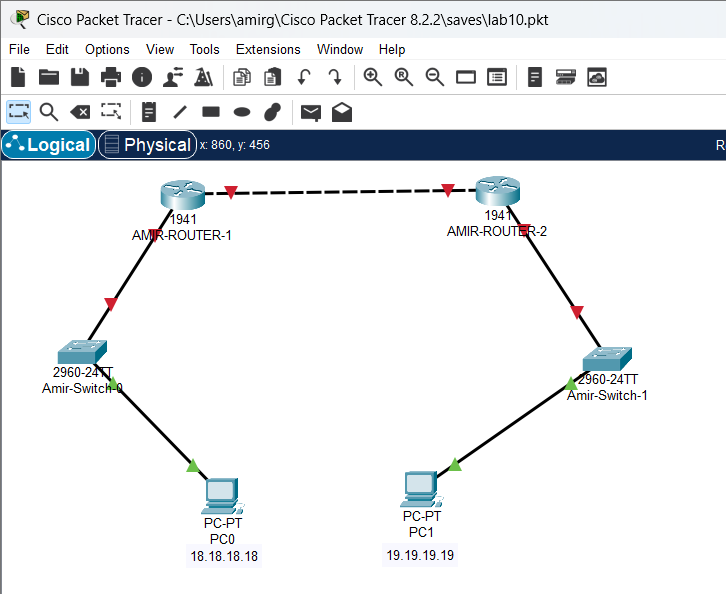 Cisco Packet Tracer - C:\Users\amirg\Cisco Packet Tracer 8.2.2\saves\lab10.pkt
File Edit Options View Tools Extensions Window Help
Logical Physical x: 860, y: 456 R
1941
AMIR-ROUTER-1
1941
AMIR-ROUTER-2
2960-24TT
Amir-Switch-0
2960-24TT
Amir-Switch-1
PC-PT
PC0
18.18.18.18
PC-PT
PC1
19.19.19.19